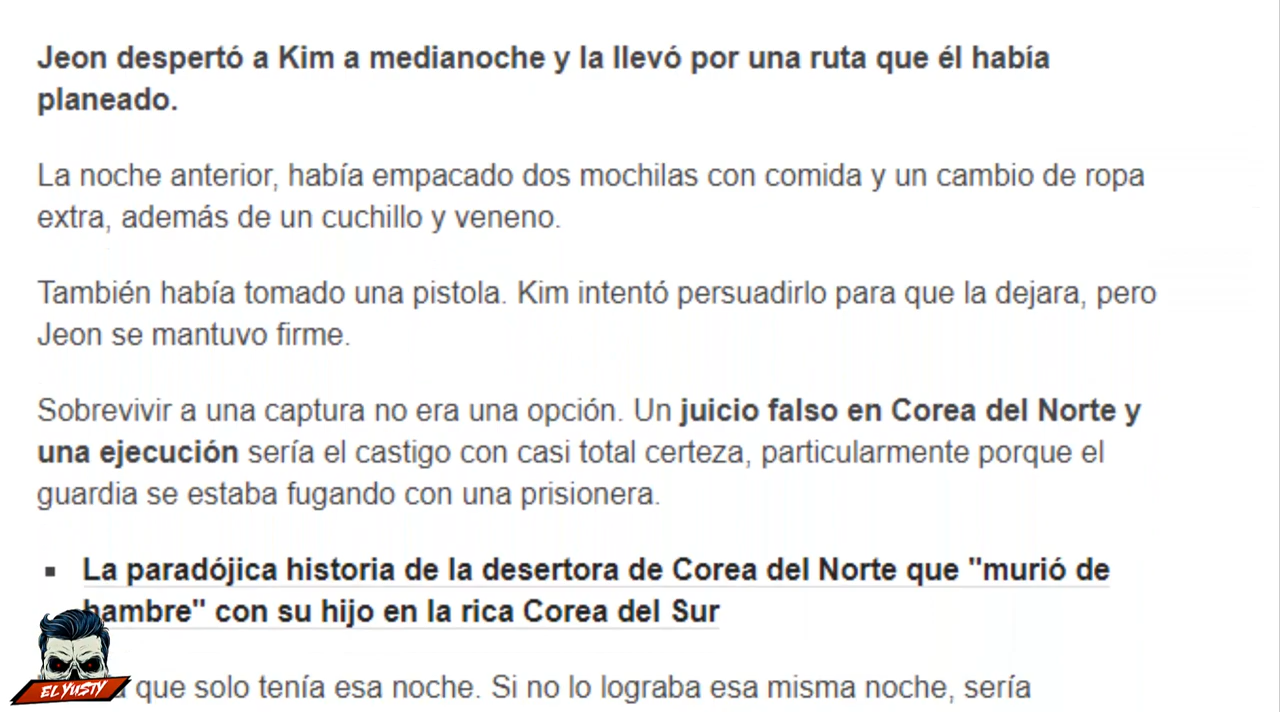 Jeon despertó a Kim a medianoche y la llevó por una ruta que él había
planeado.
La noche anterior, había empacado dos mochilas con comida y un cambio de ropa
extra, además de un cuchillo y veneno.
También había tomado una pistola. Kim intentó persuadirlo para que la dejara, pero
Jeon se mantuvo firme.
Sobrevivir a una captura no era una opción. Un juicio falso en Corea del Norte y
una ejecución sería el castigo con casi total certeza, particularmente porque el
guardia se estaba fugando con una prisionera.
▪ La paradójica historia de la desertora de Corea del Norte que "murió de
hambre" con su hijo en la rica Corea del Sur
que solo tenía esa noche. Si no lo lograba esa misma noche, sería
EL YUSTY